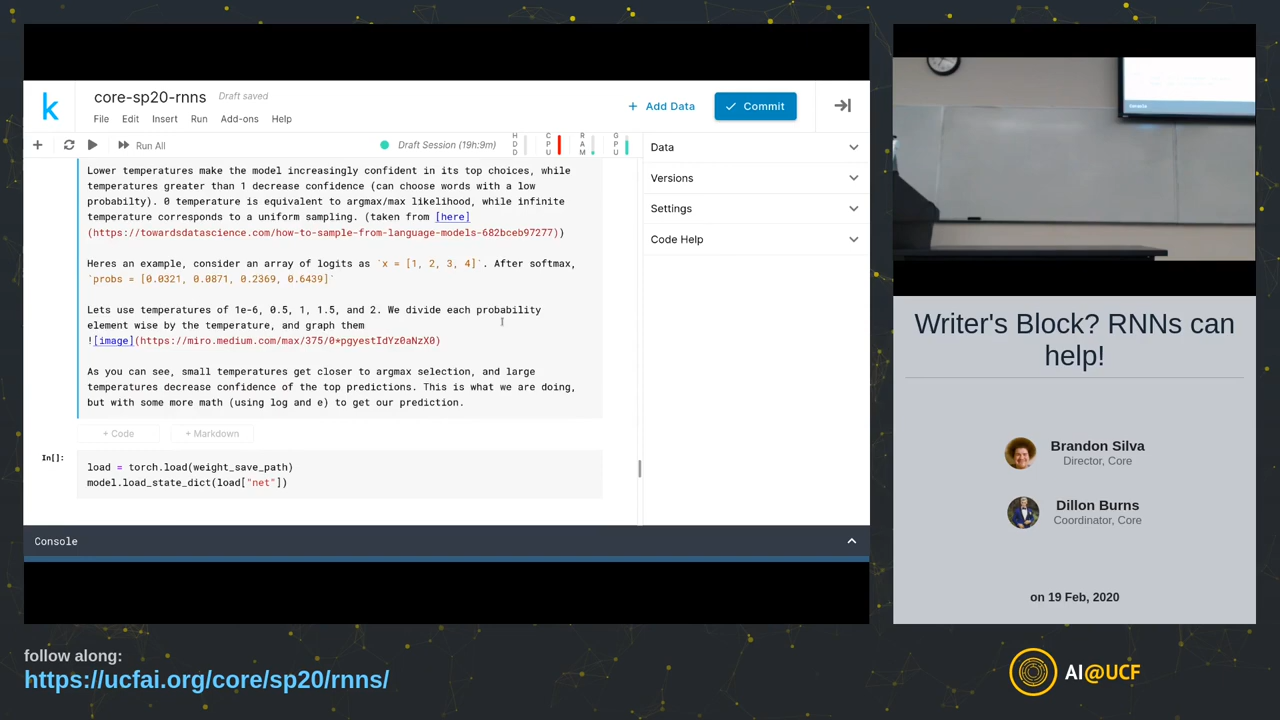 core-sp20-rnns Draft saved
File Edit Insert Run Add-ons Help
+ Add Data
Commit
Run All
Draft Session (19h:9m)
HDD
CPU
RAM
GPU
Lower temperatures make the model increasingly confident in its top choices, while
temperatures greater than 1 decrease confidence (can choose words with a low
probabilty). 0 temperature is equivalent to argmax/max likelihood, while infinite
temperature corresponds to a uniform sampling. (taken from [here]
(https://towardsdatascience.com/how-to-sample-from-language-models-682bceb97277))
Heres an example, consider an array of logits as `x = [1, 2, 3, 4]`. After softmax,
`probs = [0.0321, 0.0871, 0.2369, 0.6439]`
Lets use temperatures of 1e-6, 0.5, 1, 1.5, and 2. We divide each probability
element wise by the temperature, and graph them
![image](https://miro.medium.com/max/375/0*pgyestIdYz0aNzX0)
As you can see, small temperatures get closer to argmax selection, and large
temperatures decrease confidence of the top predictions. This is what we are doing,
but with some more math (using log and e) to get our prediction.
+ Code
+ Markdown
In[]:
load = torch.load(weight_save_path)
model.load_state_dict(load["net"])
Data
Versions
Settings
Code Help
Console
Writer's Block? RNNs can
help!
Brandon Silva
Director, Core
Dillon Burns
Coordinator, Core
on 19 Feb, 2020
follow along:
https://ucfai.org/core/sp20/rnns/
AI@UCF